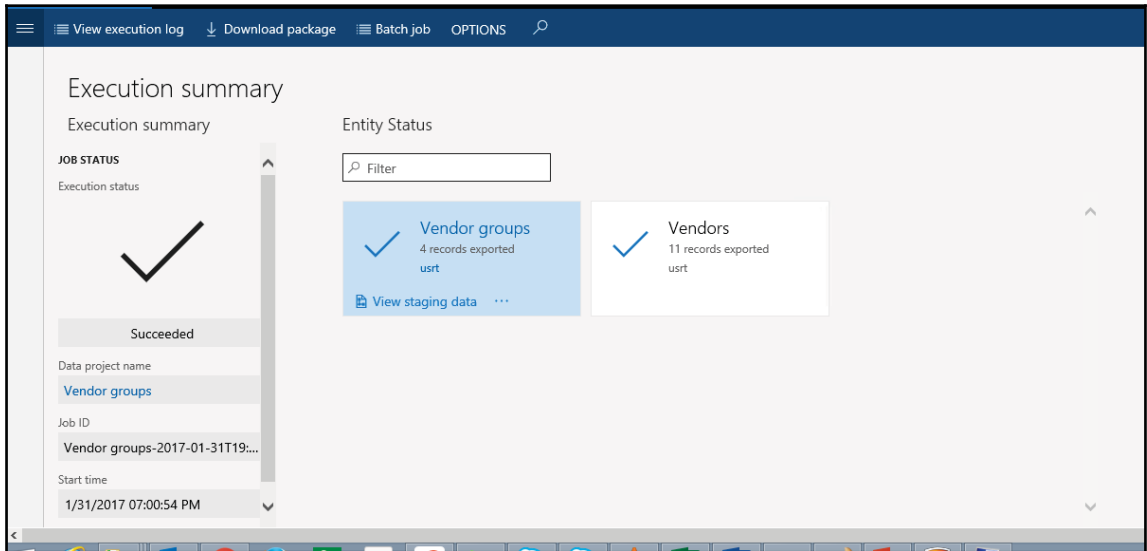 View execution log Download package Batch job OPTIONS
Execution summary
Execution summary
JOB STATUS
Execution status
Succeeded
Data project name
Vendor groups
Job ID
Vendor groups-2017-01-31T19:...
Start time
1/31/2017 07:00:54 PM
Entity Status
Filter
Vendor groups
4 records exported
usrt
View staging data ...
Vendors
11 records exported
usrt